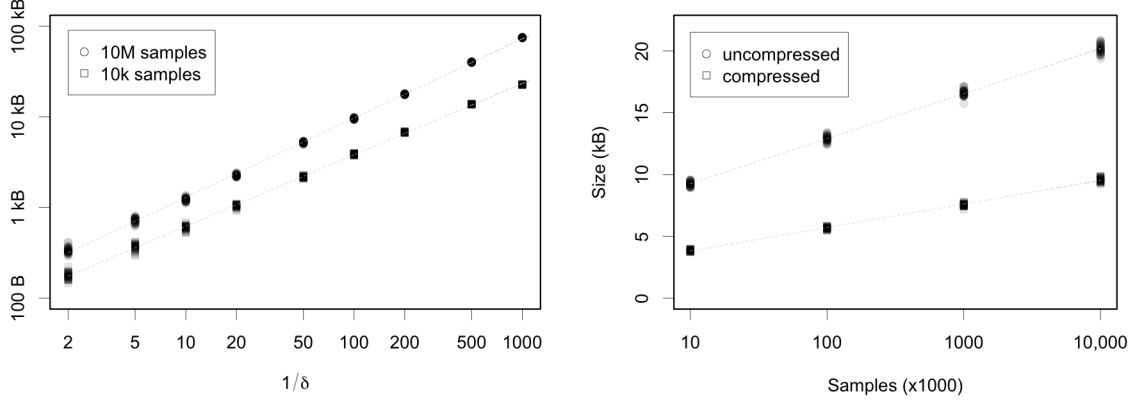 100 kB
10 kB
1 kB
100 B
10M samples
10k samples
2 5 10 20 50 100 200 500 1000
1/δ
Size (kB)
20
15
10
5
0
uncompressed
compressed
10 100 1000 10,000
Samples (x1000)